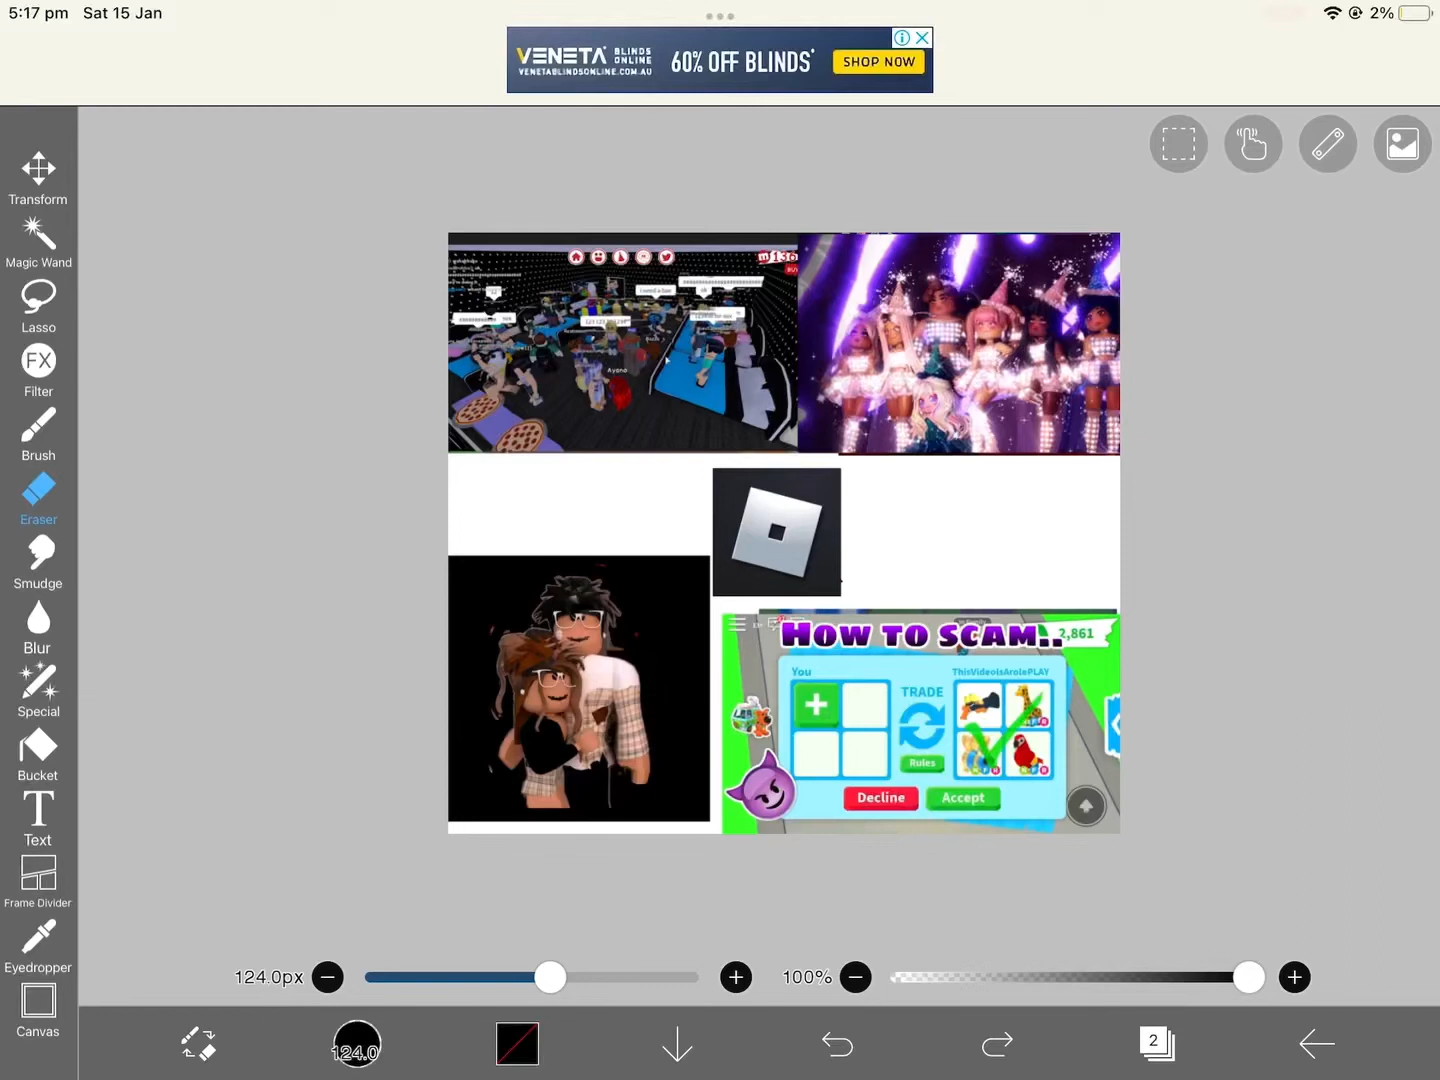 5:17 pm Sat 15 Jan
2%
VENETA BLINDS ONLINE
VENETABLINDSONLINE.COM.AU
60% OFF BLINDS*
SHOP NOW
Transform
Magic Wand
Lasso
FX
Filter
Brush
Eraser
Smudge
Blur
Special
Bucket
T
Text
Frame Divider
Eyedropper
Canvas
Ayano
HOW TO SCAM..
2,861
You
ThisVideoIsArolePLAY
TRADE
Rules
Decline
Accept
124.0px
100%
124.0
2